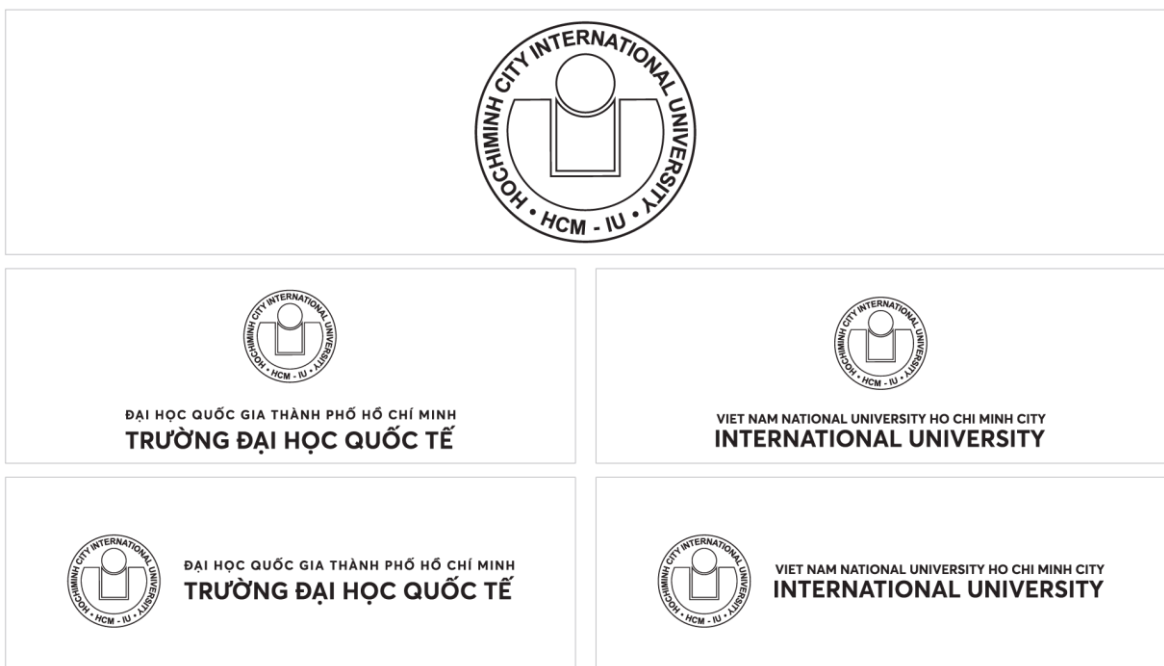 HOCHIMINH CITY INTERNATIONAL UNIVERSITY
• HCM - IU •
HOCHIMINH CITY INTERNATIONAL UNIVERSITY
• HCM - IU •
ĐẠI HỌC QUỐC GIA THÀNH PHỐ HỒ CHÍ MINH
TRƯỜNG ĐẠI HỌC QUỐC TẾ
HOCHIMINH CITY INTERNATIONAL UNIVERSITY
• HCM - IU •
VIET NAM NATIONAL UNIVERSITY HO CHI MINH CITY
INTERNATIONAL UNIVERSITY
HOCHIMINH CITY INTERNATIONAL UNIVERSITY
• HCM - IU •
ĐẠI HỌC QUỐC GIA THÀNH PHỐ HỒ CHÍ MINH
TRƯỜNG ĐẠI HỌC QUỐC TẾ
HOCHIMINH CITY INTERNATIONAL UNIVERSITY
• HCM - IU •
VIET NAM NATIONAL UNIVERSITY HO CHI MINH CITY
INTERNATIONAL UNIVERSITY